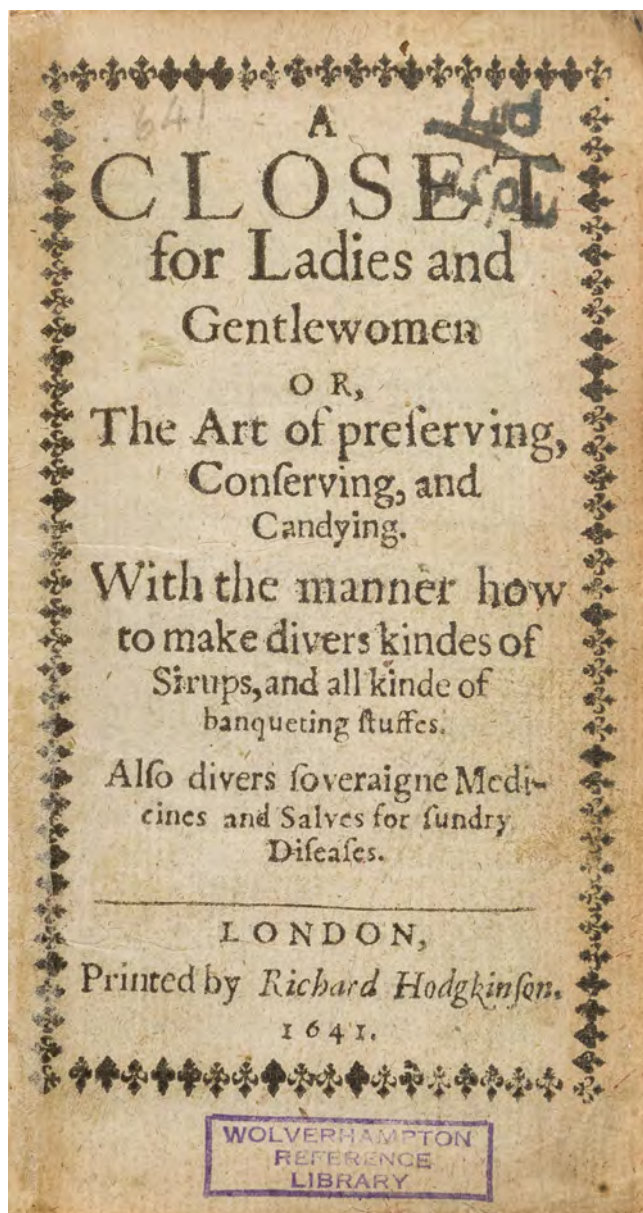 641
A
CLOSET
for Ladies and
Gentlewomen
OR,
The Art of preſerving,
Conſerving, and
Candying.
With the manner how
to make divers kindes of
Sirups, and all kinde of
banqueting ſtuffes.
Alſo divers ſoveraigne Medi-
cines and Salves for ſundry
Diſeaſes.
LONDON,
Printed by Richard Hodgkinſon.
1641.
WOLVERHAMPTON
REFERENCE
LIBRARY